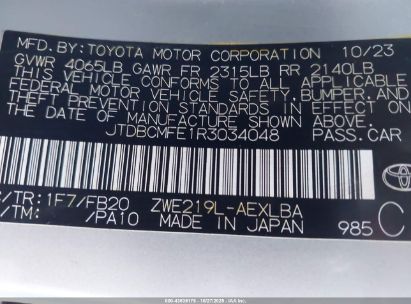 MFD.BY: TOYOTA MOTOR CORPORATION 10/23
GVWR 4065LB GAWR FR 2315LB RR 2140LB
THIS VEHICLE CONFORMS TO ALL APPLICABLE
FEDERAL MOTOR VEHICLE SAFETY, BUMPER, AND
THEFT PREVENTION STANDARDS IN EFFECT ON
THE DATE OF MANUFACTURE SHOWN ABOVE.
JTDBCMFE1R3034048 PASS.CAR
C/TR: 1F7/FB20 ZWE219L-AEXLBA
/TM: /PA10 MADE IN JAPAN 985 C
TOYOTA